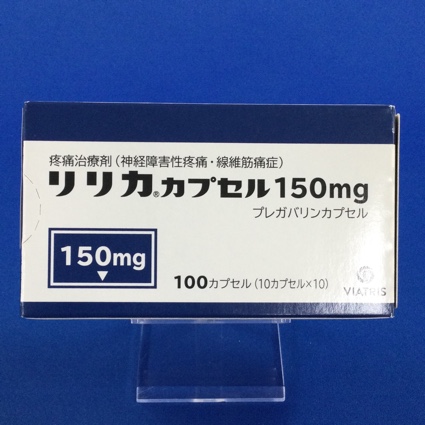 疼痛治療剤(神経障害性疼痛・線維筋痛症)
リリカ®カプセル150mg
プレガバリンカプセル
150mg
100カプセル(10カプセル×10)
VIATRIS